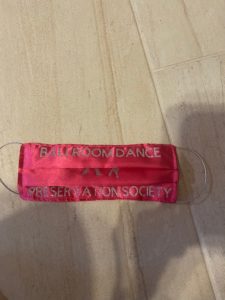 BALLROOM DANCE
PRESERVATION SOCIETY